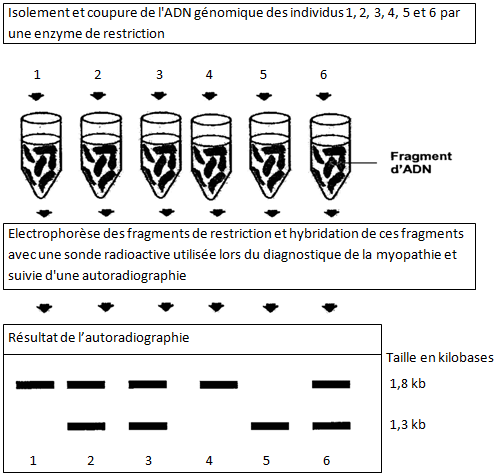 Isolement et coupure de l'ADN génomique des individus 1, 2, 3, 4, 5 et 6 par
une enzyme de restriction
1 2 3 4 5 6
Fragment
d'ADN
Electrophorèse des fragments de restriction et hybridation de ces fragments
avec une sonde radioactive utilisée lors du diagnostique de la myopathie et
suivie d'une autoradiographie
Résultat de l'autoradiographie
Taille en kilobases
1,8 kb
1,3 kb
1 2 3 4 5 6